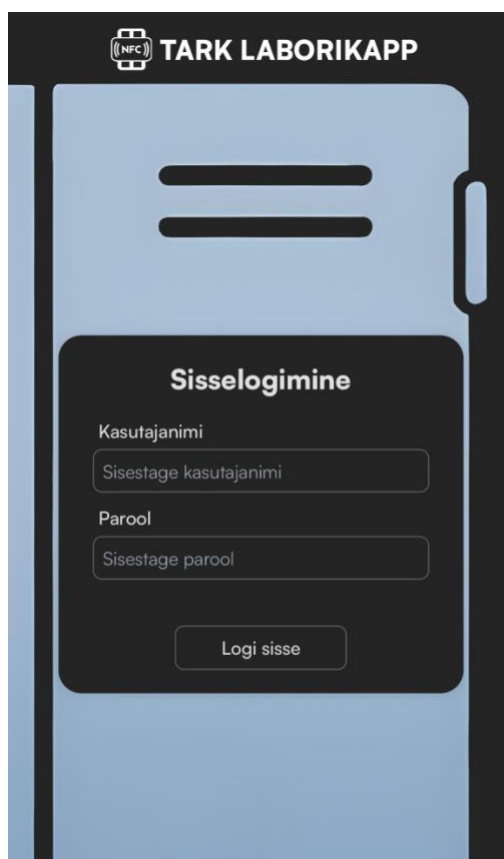 ((NFC)) TARK LABORIKAPP
Sisselogimine
Kasutajanimi
Sisestage kasutajanimi
Parool
Sisestage parool
Logi sisse